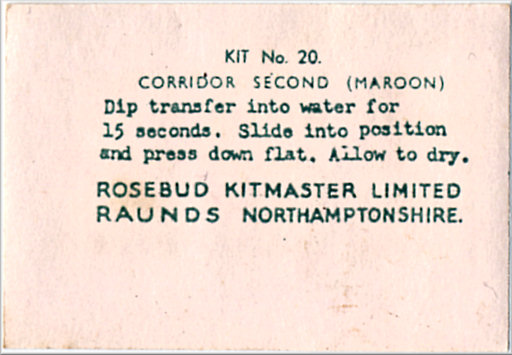 KIT No. 20.
CORRIDOR SECOND (MAROON)
Dip transfer into water for
15 seconds. Slide into position
and press down flat. Allow to dry.
ROSEBUD KITMASTER LIMITED
RAUNDS NORTHAMPTONSHIRE.